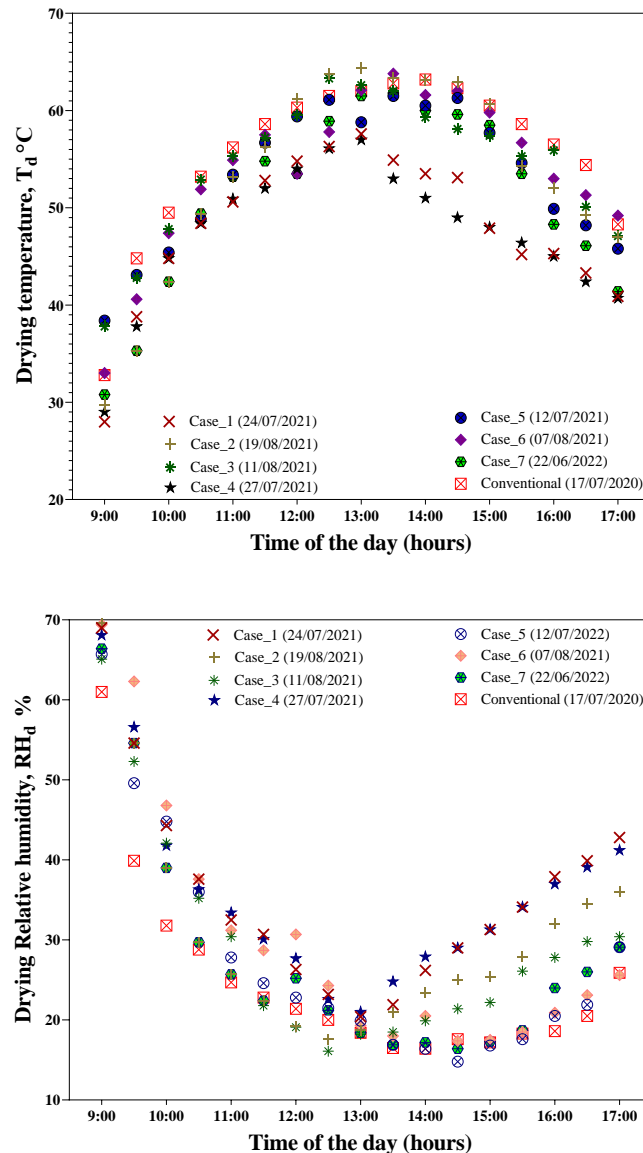 Drying temperature, T_d °C
70
60
50
40
30
20
Case_1 (24/07/2021)
Case_2 (19/08/2021)
Case_3 (11/08/2021)
Case_4 (27/07/2021)
Case_5 (12/07/2021)
Case_6 (07/08/2021)
Case_7 (22/06/2022)
Conventional (17/07/2020)
9:00 10:00 11:00 12:00 13:00 14:00 15:00 16:00 17:00
Time of the day (hours)
Drying Relative humidity, RH_d %
70
60
50
40
30
20
10
Case_1 (24/07/2021)
Case_2 (19/08/2021)
Case_3 (11/08/2021)
Case_4 (27/07/2021)
Case_5 (12/07/2022)
Case_6 (07/08/2021)
Case_7 (22/06/2022)
Conventional (17/07/2020)
9:00 10:00 11:00 12:00 13:00 14:00 15:00 16:00 17:00
Time of the day (hours)